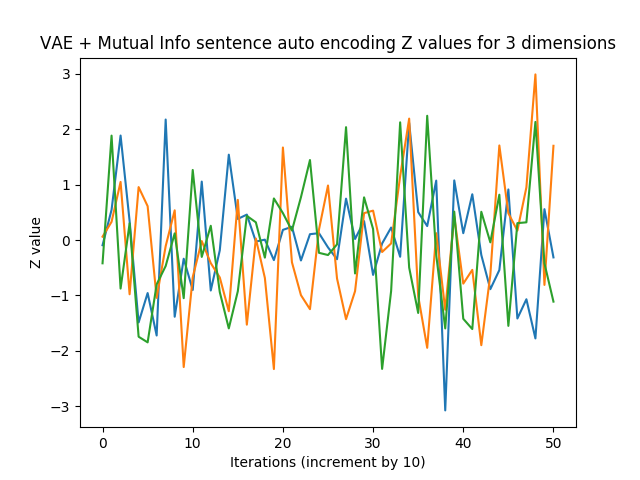 VAE + Mutual Info sentence auto encoding Z values for 3 dimensions
3
2
1
0
−1
−2
−3
Z value
0 10 20 30 40 50
Iterations (increment by 10)